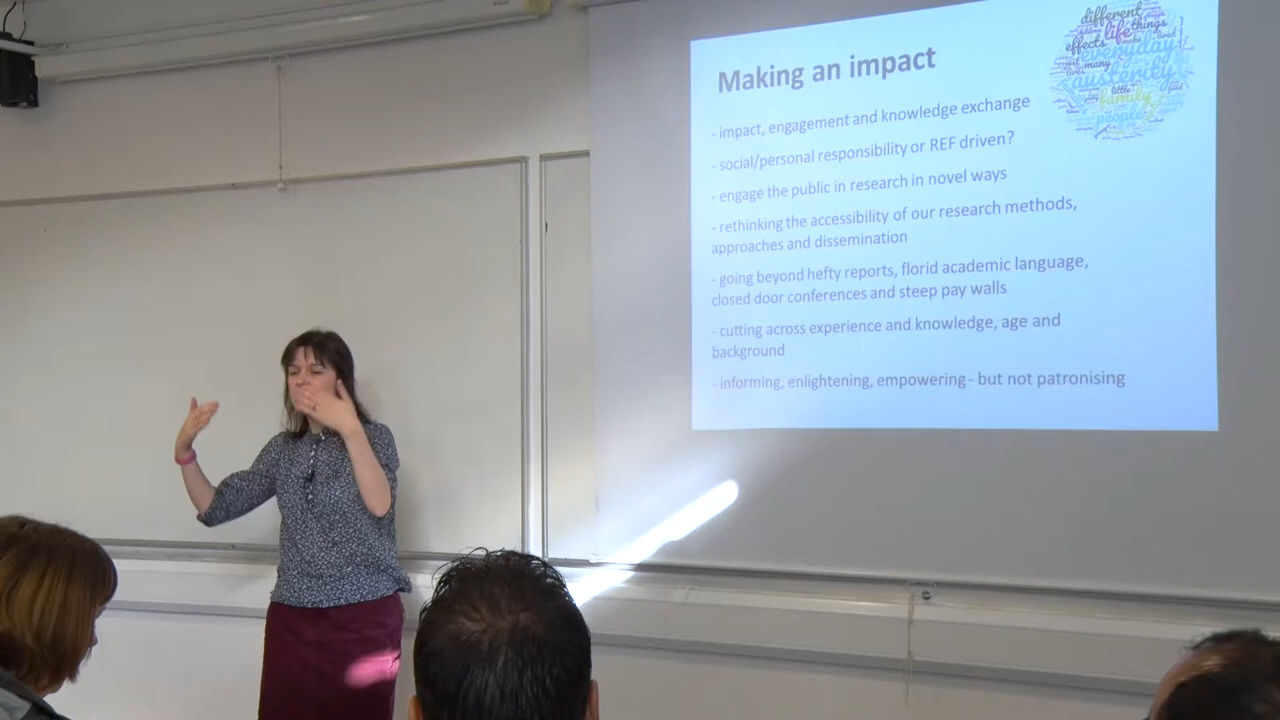 Making an impact
- impact, engagement and knowledge exchange
- social/personal responsibility or REF driven?
- engage the public in research in novel ways
- rethinking the accessibility of our research methods,
approaches and dissemination
- going beyond hefty reports, florid academic language,
closed door conferences and steep pay walls
- cutting across experience and knowledge, age and
background
- informing, enlightening, empowering - but not patronising
different
life things
effects
everyday
many
austerity
little
family
people